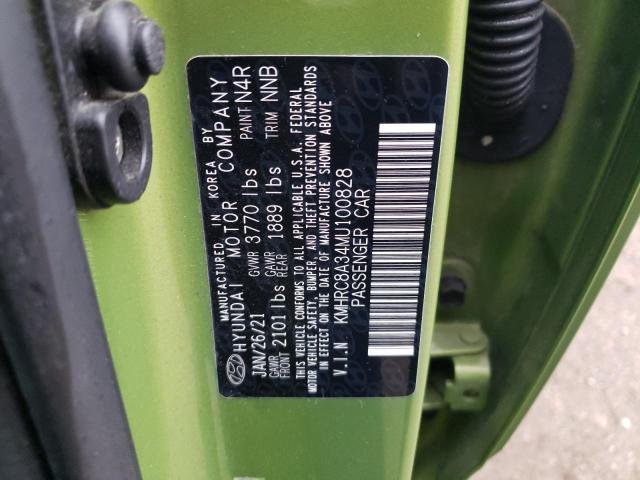 MANUFACTURED IN KOREA BY
HYUNDAI MOTOR COMPANY
JAN/26/21 GVWR 3770 lbs PAINT N4R
GAWR FRONT 2101 lbs GAWR REAR 1889 lbs TRIM NNB
THIS VEHICLE CONFORMS TO ALL APPLICABLE U.S.A. FEDERAL
MOTOR VEHICLE SAFETY, BUMPER, AND THEFT PREVENTION STANDARDS
IN EFFECT ON THE DATE OF MANUFACTURE SHOWN ABOVE
V.I.N KMHRC8A34MU100828
PASSENGER CAR